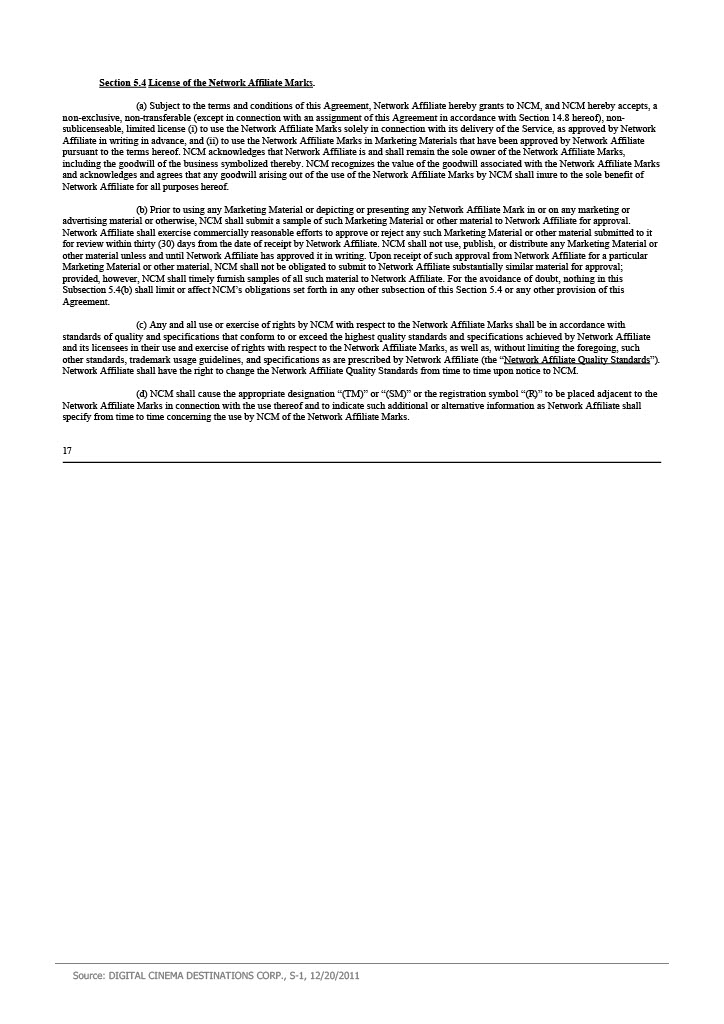 Section 5.4 License of the Network Affiliate Marks.
(a) Subject to the terms and conditions of this Agreement, Network Affiliate hereby grants to NCM, and NCM hereby accepts, a
non-exclusive, non-transferable (except in connection with an assignment of this Agreement in accordance with Section 14.8 hereof), non-
sublicenseable, limited license (i) to use the Network Affiliate Marks solely in connection with its delivery of the Service, as approved by Network
Affiliate in writing in advance, and (ii) to use the Network Affiliate Marks in Marketing Materials that have been approved by Network Affiliate
pursuant to the terms hereof. NCM acknowledges that Network Affiliate is and shall remain the sole owner of the Network Affiliate Marks,
including the goodwill of the business symbolized thereby. NCM recognizes the value of the goodwill associated with the Network Affiliate Marks
and acknowledges and agrees that any goodwill arising out of the use of the Network Affiliate Marks by NCM shall inure to the sole benefit of
Network Affiliate for all purposes hereof.
(b) Prior to using any Marketing Material or depicting or presenting any Network Affiliate Mark in or on any marketing or
advertising material or otherwise, NCM shall submit a sample of such Marketing Material or other material to Network Affiliate for approval.
Network Affiliate shall exercise commercially reasonable efforts to approve or reject any such Marketing Material or other material submitted to it
for review within thirty (30) days from the date of receipt by Network Affiliate. NCM shall not use, publish, or distribute any Marketing Material or
other material unless and until Network Affiliate has approved it in writing. Upon receipt of such approval from Network Affiliate for a particular
Marketing Material or other material, NCM shall not be obligated to submit to Network Affiliate substantially similar material for approval;
provided, however, NCM shall timely furnish samples of all such material to Network Affiliate. For the avoidance of doubt, nothing in this
Subsection 5.4(b) shall limit or affect NCM's obligations set forth in any other subsection of this Section 5.4 or any other provision of this
Agreement.
(c) Any and all use or exercise of rights by NCM with respect to the Network Affiliate Marks shall be in accordance with
standards of quality and specifications that conform to or exceed the highest quality standards and specifications achieved by Network Affiliate
and its licensees in their use and exercise of rights with respect to the Network Affiliate Marks, as well as, without limiting the foregoing, such
other standards, trademark usage guidelines, and specifications as are prescribed by Network Affiliate (the “Network Affiliate Quality Standards”).
Network Affiliate shall have the right to change the Network Affiliate Quality Standards from time to time upon notice to NCM.
(d) NCM shall cause the appropriate designation “(TM)” or “(SM)” or the registration symbol “(R)” to be placed adjacent to the
Network Affiliate Marks in connection with the use thereof and to indicate such additional or alternative information as Network Affiliate shall
specify from time to time concerning the use by NCM of the Network Affiliate Marks.
17
Source: DIGITAL CINEMA DESTINATIONS CORP., S-1, 12/20/2011